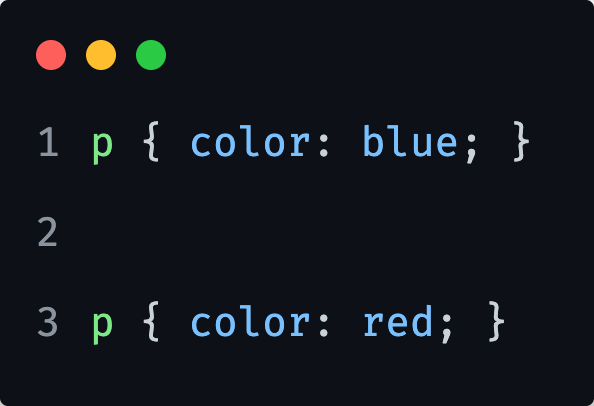 1 p { color: blue; }
2
3 p { color: red; }